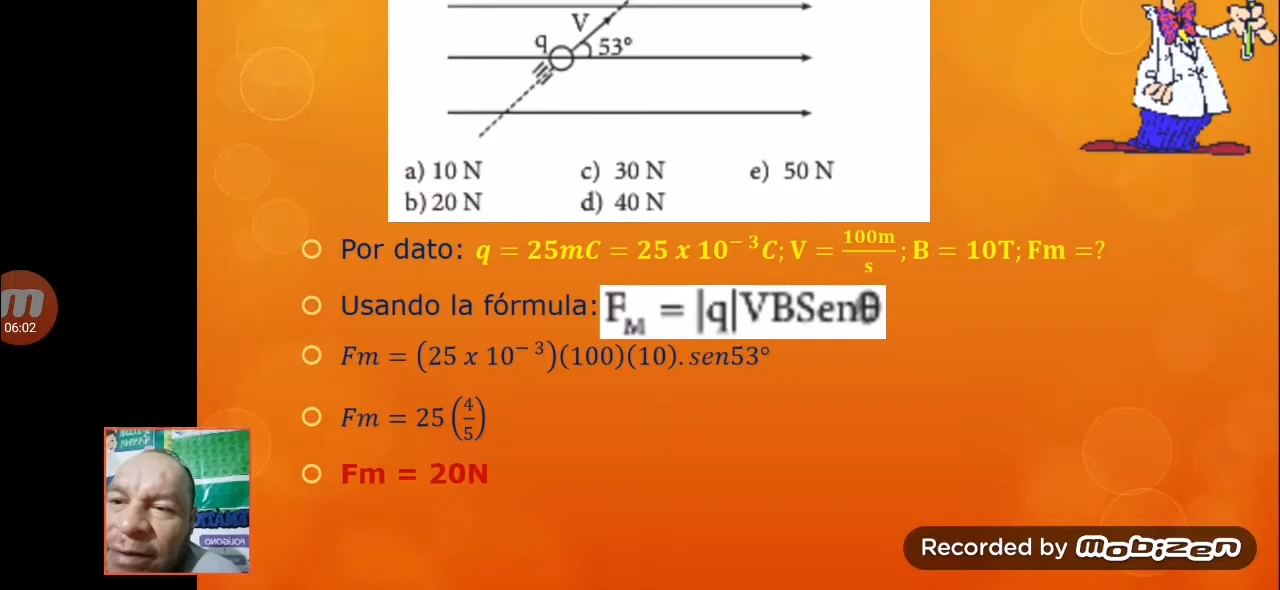 V
q
53°
a) 10 N
c) 30 N
e) 50 N
b) 20 N
d) 40 N
Por dato: q = 25mC = 25 x 10⁻³C; V = 100m/s; B = 10T; Fm =?
Usando la fórmula: F_M = |q|VBSenθ
Fm = (25 x 10⁻³)(100)(10). sen53°
Fm = 25 (4/5)
Fm = 20N
m
06:02
POLÍGONO
Recorded by mobizen